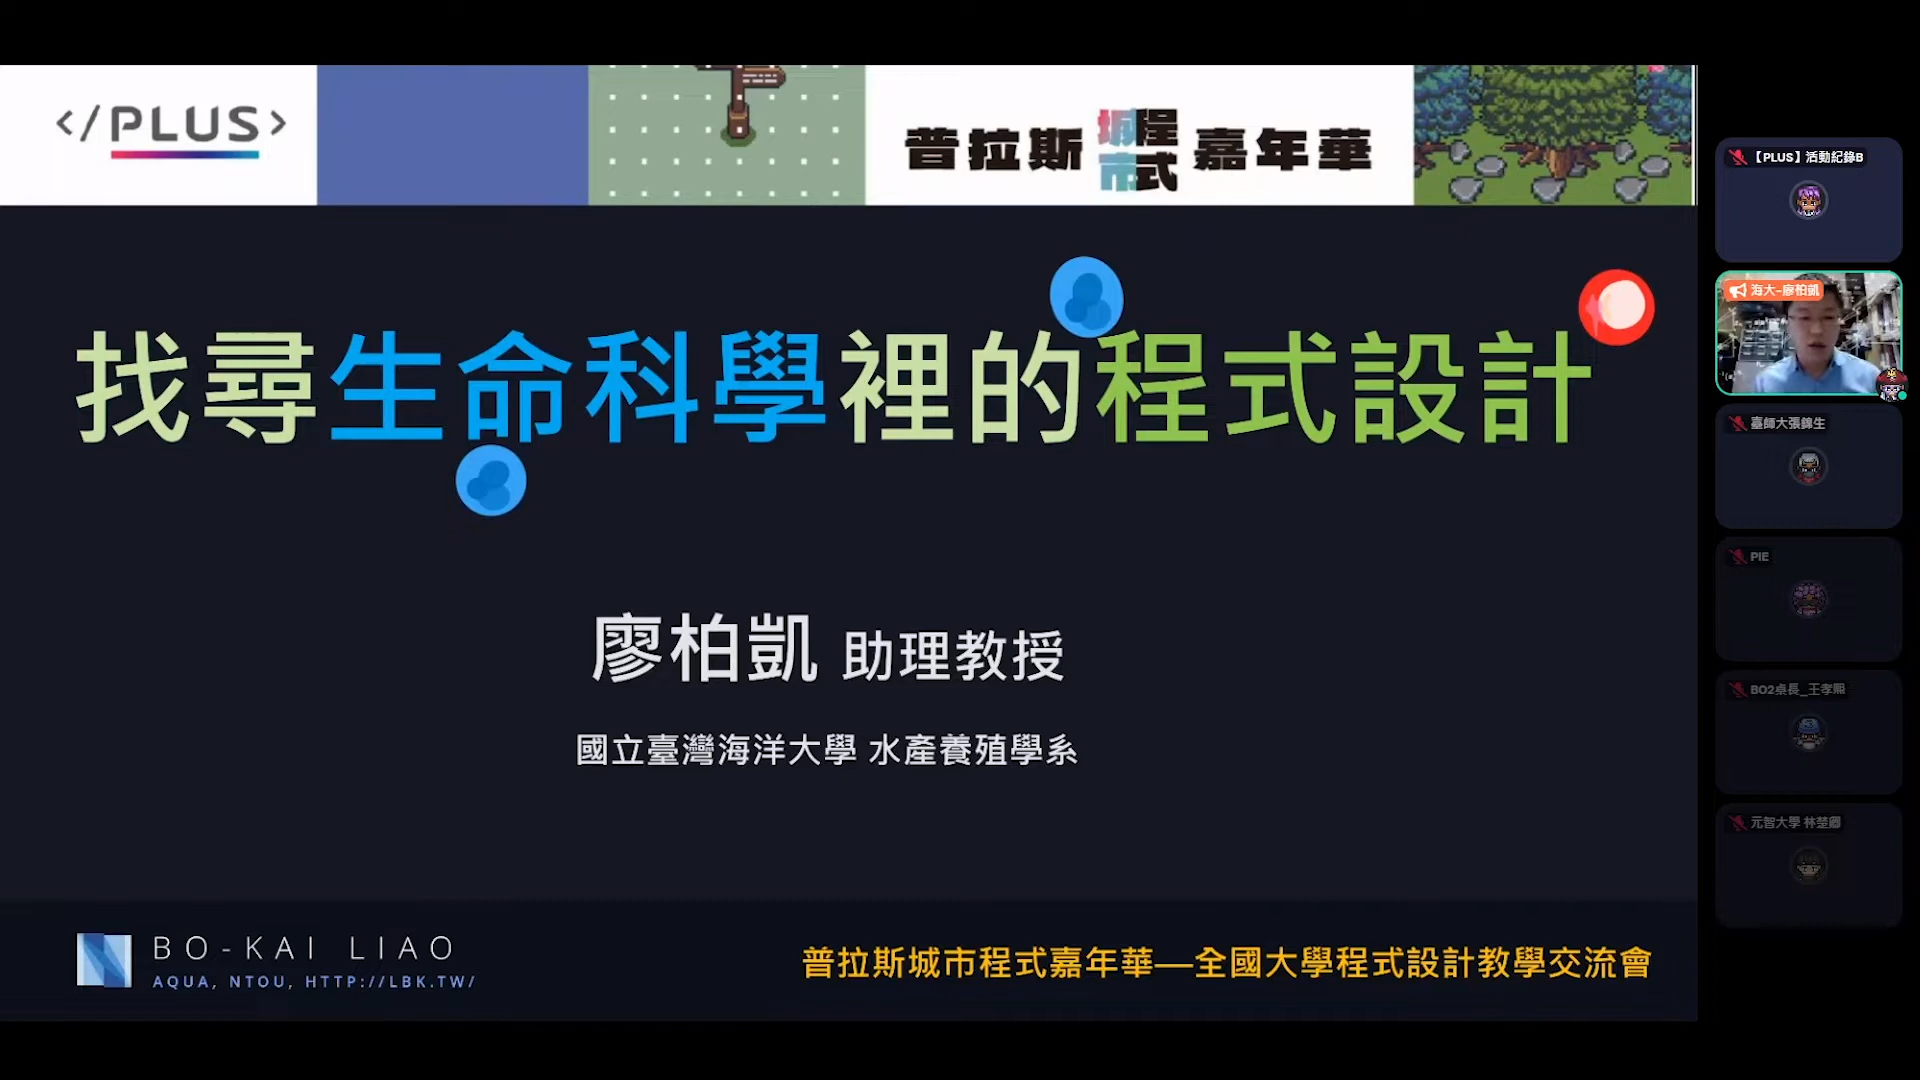 </PLUS>
普拉斯 城市程式 嘉年華
找尋生命科學裡的程式設計
廖柏凱 助理教授
國立臺灣海洋大學 水產養殖學系
BO-KAI LIAO
AQUA, NTOU, HTTP://LBK.TW/
普拉斯城市程式嘉年華—全國大學程式設計教學交流會
【PLUS】活動紀錄B
海大-廖柏凱
臺師大張錦生
PIE
BO2桌長_王孝熙
元智大學 林楚卿